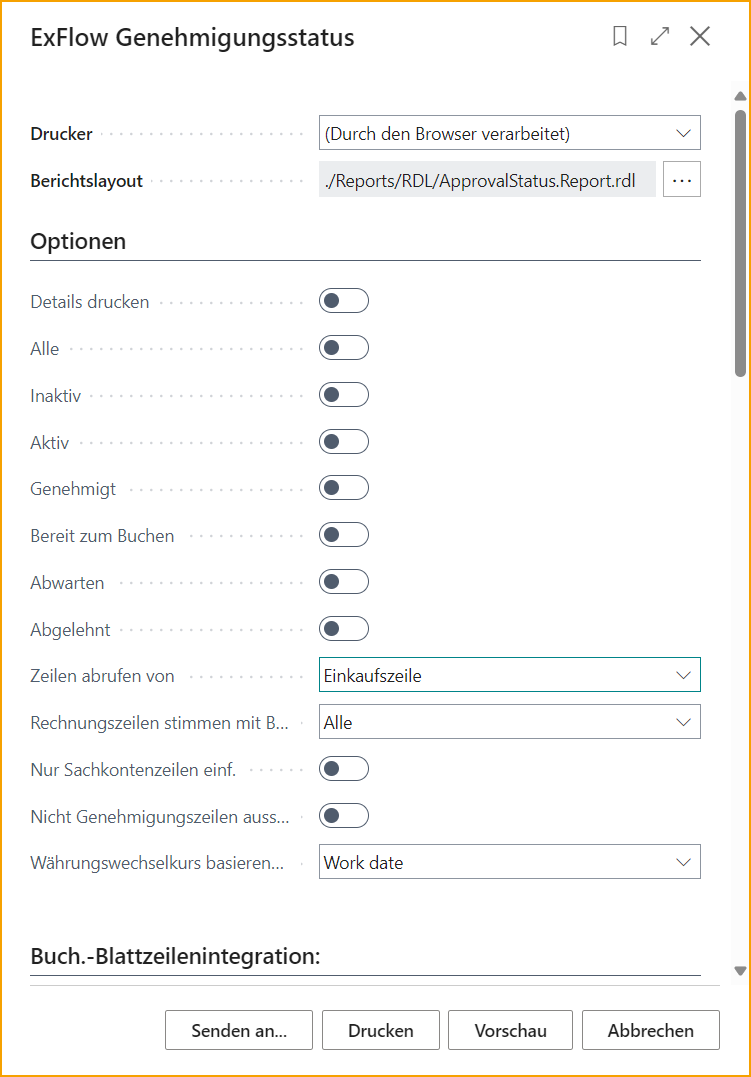 ExFlow Genehmigungsstatus
Drucker (Durch den Browser verarbeitet)
Berichtslayout ./Reports/RDL/ApprovalStatus.Report.rdl ...
Optionen
Details drucken
Alle
Inaktiv
Aktiv
Genehmigt
Bereit zum Buchen
Abwarten
Abgelehnt
Zeilen abrufen von Einkaufszeile
Rechnungszeilen stimmen mit B... Alle
Nur Sachkontenzeilen einf.
Nicht Genehmigungszeilen auss...
Währungswechselkurs basieren... Work date
Buch.-Blattzeilenintegration:
Senden an... Drucken Vorschau Abbrechen